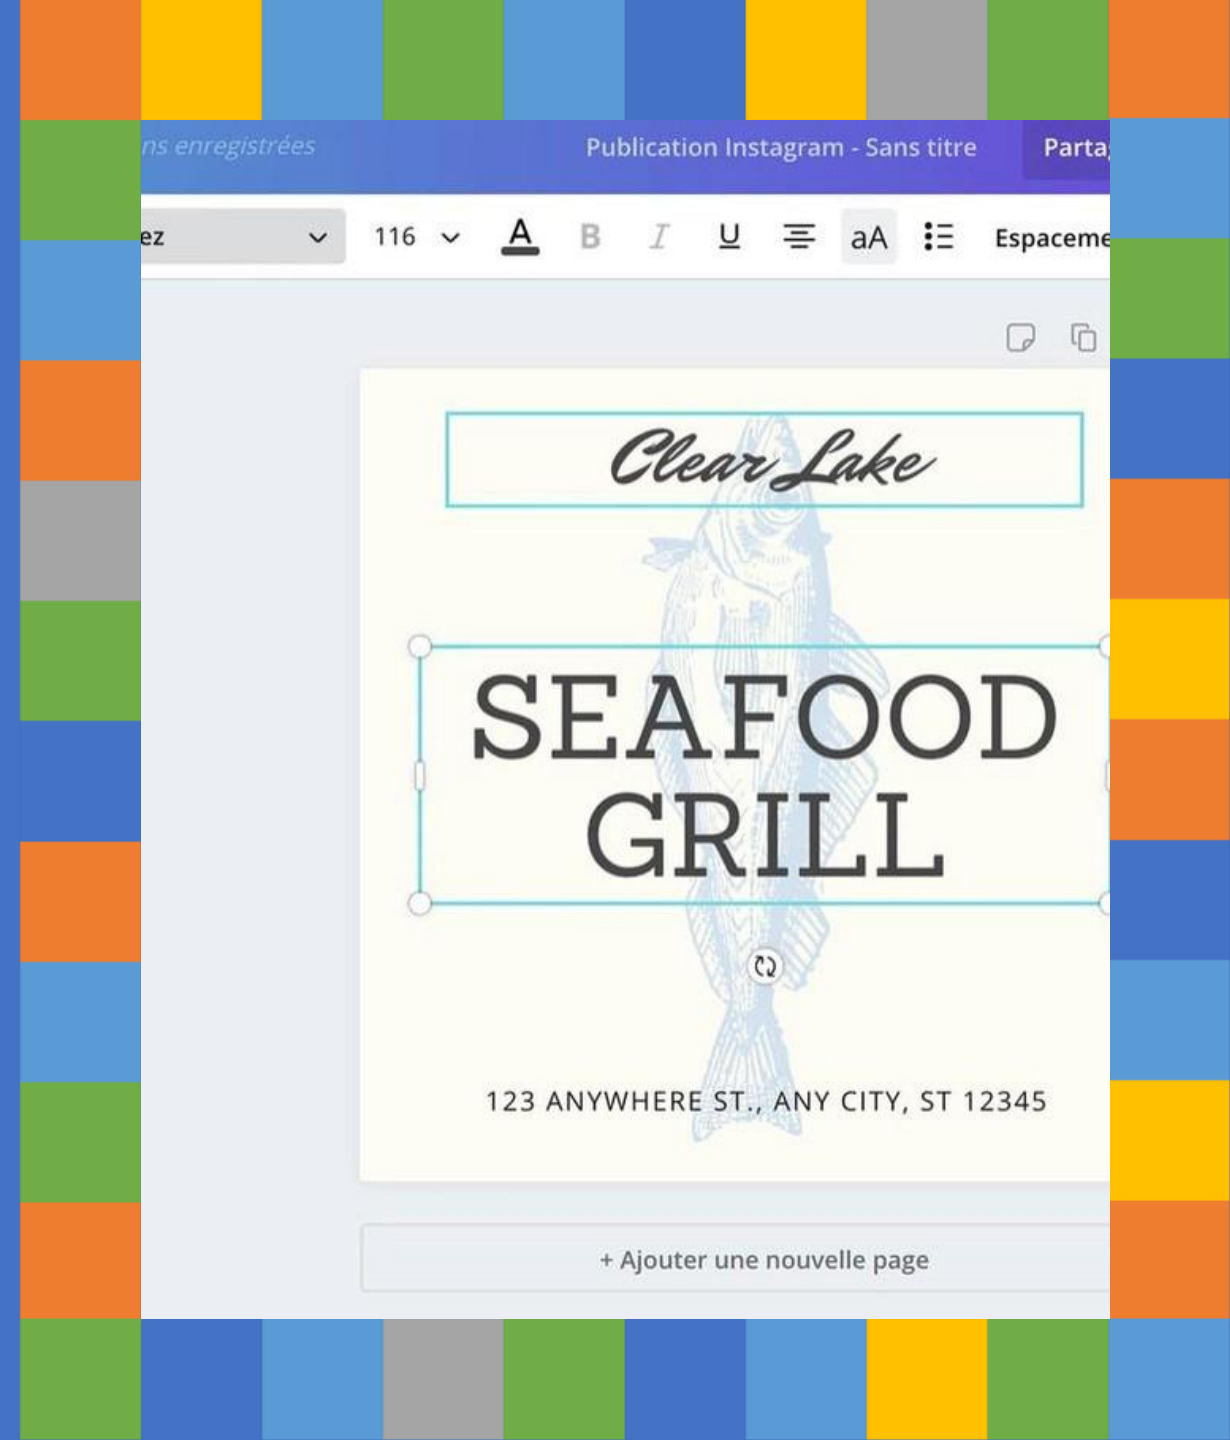 ns enregistrées
Publication Instagram - Sans titre
Partag
ez
116
A B I U aA
Espaceme
Clear Lake
SEAFOOD
GRILL
123 ANYWHERE ST., ANY CITY, ST 12345
+ Ajouter une nouvelle page